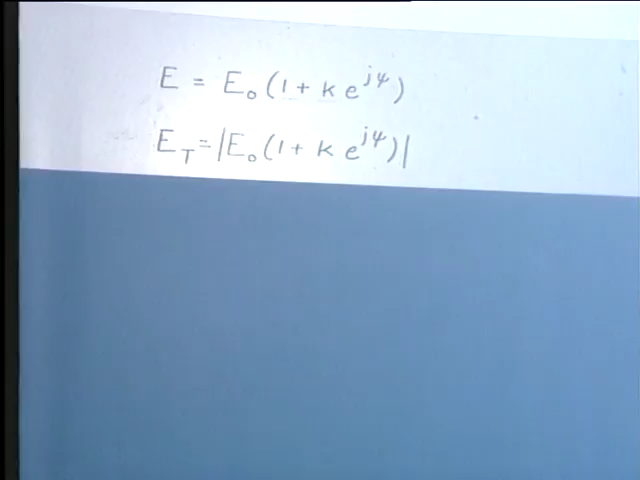 E = E₀(1 + k e^{jψ})
E_T = |E₀(1 + k e^{jψ})|